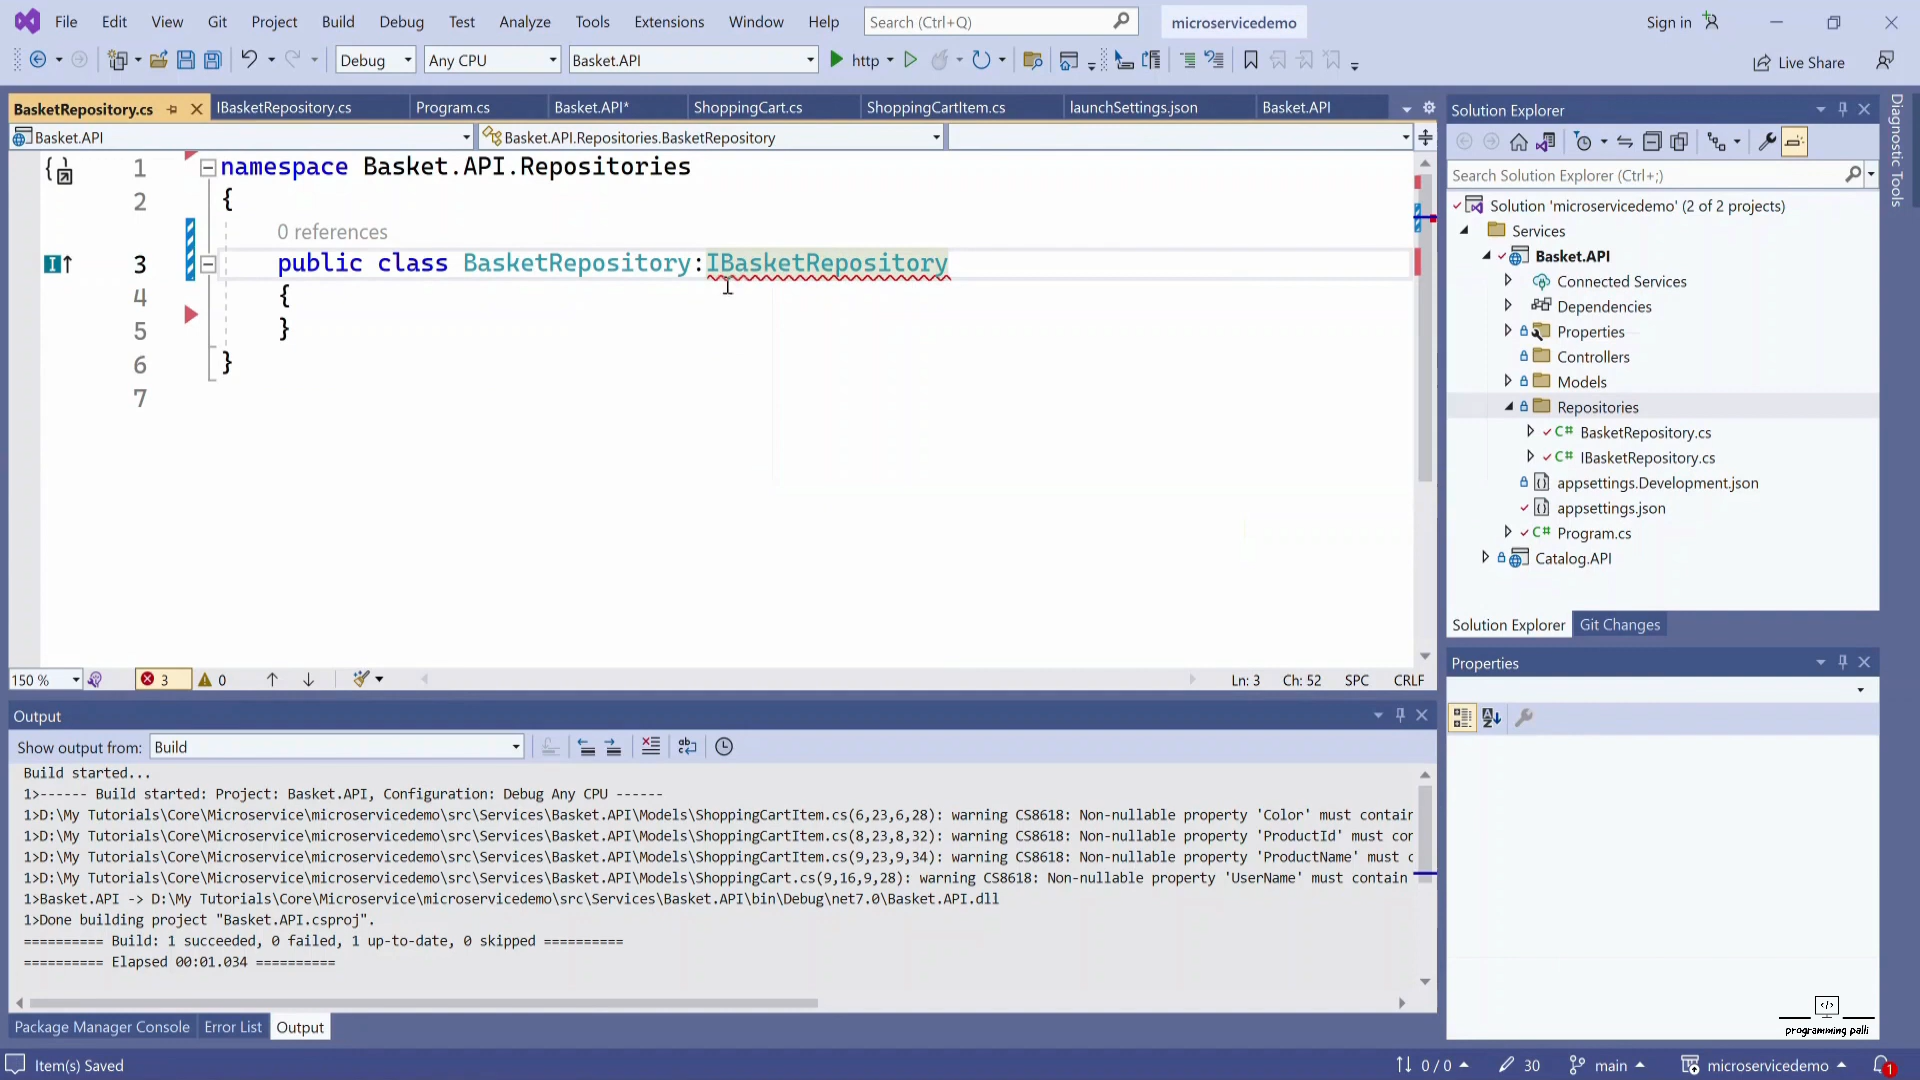 File Edit View Git Project Build Debug Test Analyze Tools Extensions Window Help Search (Ctrl+Q) microservicedemo Sign in
Debug Any CPU Basket.API http Live Share
BasketRepository.cs IBasketRepository.cs Program.cs Basket.API* ShoppingCart.cs ShoppingCartItem.cs launchSettings.json Basket.API
Basket.API Basket.API.Repositories.BasketRepository
1 namespace Basket.API.Repositories
2 {
0 references
3 public class BasketRepository:IBasketRepository
4 {
5 }
6 }
7
150 % 3 0 Ln: 3 Ch: 52 SPC CRLF
Output
Show output from: Build
Build started...
1>------ Build started: Project: Basket.API, Configuration: Debug Any CPU ------
1>D:\My Tutorials\Core\Microservice\microservicedemo\src\Services\Basket.API\Models\ShoppingCartItem.cs(6,23,6,28): warning CS8618: Non-nullable property 'Color' must contain
1>D:\My Tutorials\Core\Microservice\microservicedemo\src\Services\Basket.API\Models\ShoppingCartItem.cs(8,23,8,32): warning CS8618: Non-nullable property 'ProductId' must cor
1>D:\My Tutorials\Core\Microservice\microservicedemo\src\Services\Basket.API\Models\ShoppingCartItem.cs(9,23,9,34): warning CS8618: Non-nullable property 'ProductName' must c
1>D:\My Tutorials\Core\Microservice\microservicedemo\src\Services\Basket.API\Models\ShoppingCart.cs(9,16,9,28): warning CS8618: Non-nullable property 'UserName' must contain
1>Basket.API -> D:\My Tutorials\Core\Microservice\microservicedemo\src\Services\Basket.API\bin\Debug\net7.0\Basket.API.dll
1>Done building project "Basket.API.csproj".
========== Build: 1 succeeded, 0 failed, 1 up-to-date, 0 skipped ==========
========== Elapsed 00:01.034 ==========
Package Manager Console Error List Output
Solution Explorer
Search Solution Explorer (Ctrl+;)
Solution 'microservicedemo' (2 of 2 projects)
Services
Basket.API
Connected Services
Dependencies
Properties
Controllers
Models
Repositories
C# BasketRepository.cs
C# IBasketRepository.cs
appsettings.Development.json
appsettings.json
C# Program.cs
Catalog.API
Solution Explorer Git Changes
Properties
Diagnostic Tools
programming palli
Item(s) Saved 0 / 0 30 main microservicedemo 1